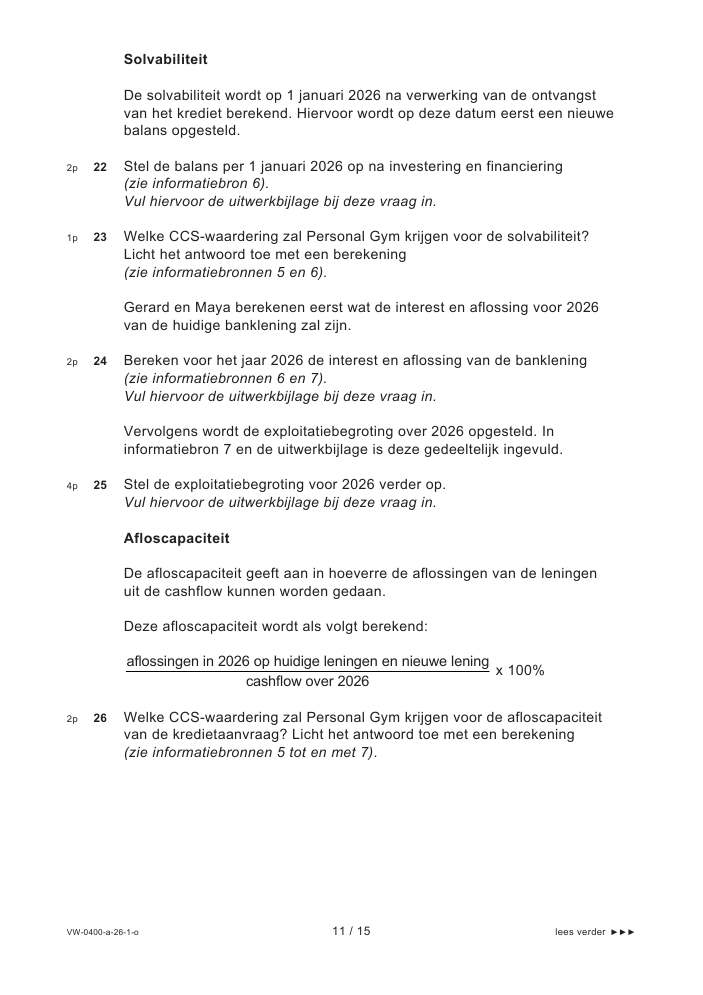 Solvabiliteit
De solvabiliteit wordt op 1 januari 2026 na verwerking van de ontvangst
van het krediet berekend. Hiervoor wordt op deze datum eerst een nieuwe
balans opgesteld.
2p 22 Stel de balans per 1 januari 2026 op na investering en financiering
(zie informatiebron 6).
Vul hiervoor de uitwerkbijlage bij deze vraag in.
1p 23 Welke CCS-waardering zal Personal Gym krijgen voor de solvabiliteit?
Licht het antwoord toe met een berekening
(zie informatiebronnen 5 en 6).
Gerard en Maya berekenen eerst wat de interest en aflossing voor 2026
van de huidige banklening zal zijn.
2p 24 Bereken voor het jaar 2026 de interest en aflossing van de banklening
(zie informatiebronnen 6 en 7).
Vul hiervoor de uitwerkbijlage bij deze vraag in.
Vervolgens wordt de exploitatiebegroting over 2026 opgesteld. In
informatiebron 7 en de uitwerkbijlage is deze gedeeltelijk ingevuld.
4p 25 Stel de exploitatiebegroting voor 2026 verder op.
Vul hiervoor de uitwerkbijlage bij deze vraag in.
Afloscapaciteit
De afloscapaciteit geeft aan in hoeverre de aflossingen van de leningen
uit de cashflow kunnen worden gedaan.
Deze afloscapaciteit wordt als volgt berekend:
aflossingen in 2026 op huidige leningen en nieuwe lening
x 100%
cashflow over 2026
2p 26 Welke CCS-waardering zal Personal Gym krijgen voor de afloscapaciteit
van de kredietaanvraag? Licht het antwoord toe met een berekening
(zie informatiebronnen 5 tot en met 7).
VW-0400-a-26-1-o 11 / 15 lees verder ►►►